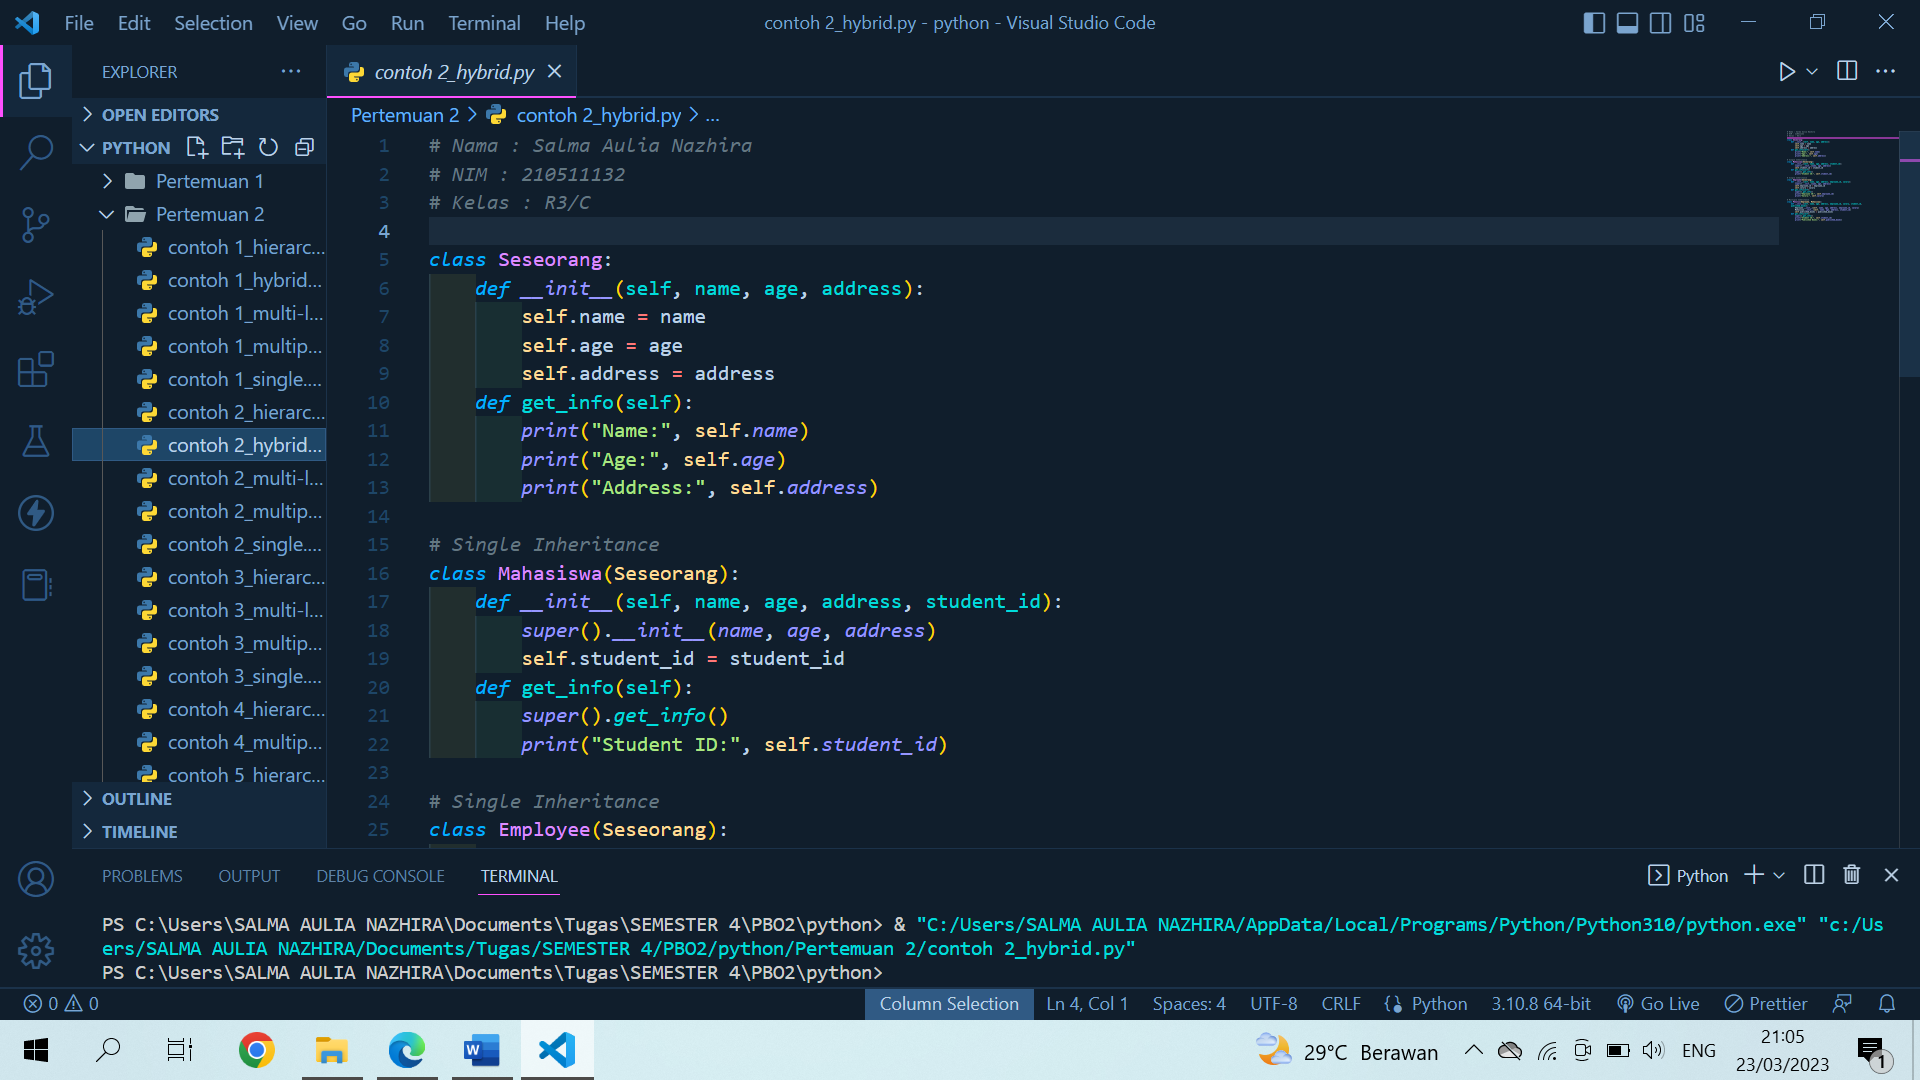 File Edit Selection View Go Run Terminal Help
contoh 2_hybrid.py - python - Visual Studio Code
EXPLORER
contoh 2_hybrid.py
OPEN EDITORS
PYTHON
Pertemuan 1
Pertemuan 2
contoh 1_hierarc...
contoh 1_hybrid...
contoh 1_multi-l...
contoh 1_multip...
contoh 1_single....
contoh 2_hierarc...
contoh 2_hybrid...
contoh 2_multi-l...
contoh 2_multip...
contoh 2_single....
contoh 3_hierarc...
contoh 3_multi-l...
contoh 3_multip...
contoh 3_single....
contoh 4_hierarc...
contoh 4_multip...
contoh 5_hierarc...
OUTLINE
TIMELINE
Pertemuan 2 > contoh 2_hybrid.py > ...
1 # Nama : Salma Aulia Nazhira
2 # NIM : 210511132
3 # Kelas : R3/C
4
5 class Seseorang:
6     def __init__(self, name, age, address):
7         self.name = name
8         self.age = age
9         self.address = address
10     def get_info(self):
11         print("Name:", self.name)
12         print("Age:", self.age)
13         print("Address:", self.address)
14
15 # Single Inheritance
16 class Mahasiswa(Seseorang):
17     def __init__(self, name, age, address, student_id):
18         super().__init__(name, age, address)
19         self.student_id = student_id
20     def get_info(self):
21         super().get_info()
22         print("Student ID:", self.student_id)
23
24 # Single Inheritance
25 class Employee(Seseorang):
PROBLEMS OUTPUT DEBUG CONSOLE TERMINAL
Python
PS C:\Users\SALMA AULIA NAZHIRA\Documents\Tugas\SEMESTER 4\PBO2\python> & "C:/Users/SALMA AULIA NAZHIRA/AppData/Local/Programs/Python/Python310/python.exe" "c:/Us
ers/SALMA AULIA NAZHIRA/Documents/Tugas/SEMESTER 4/PBO2/python/Pertemuan 2/contoh 2_hybrid.py"
PS C:\Users\SALMA AULIA NAZHIRA\Documents\Tugas\SEMESTER 4\PBO2\python>
0 0 Column Selection Ln 4, Col 1 Spaces: 4 UTF-8 CRLF Python 3.10.8 64-bit Go Live Prettier
29°C Berawan ENG
21:05
23/03/2023
1